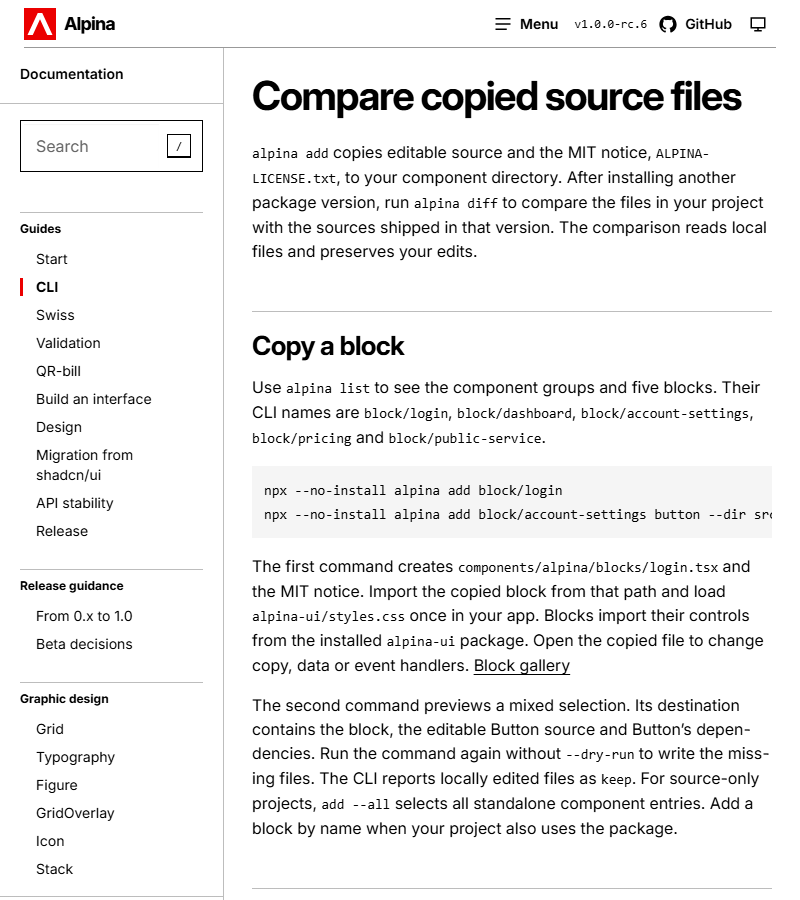 Alpina
Menu
v1.0.0-rc.6
GitHub
Documentation
Search
/
Guides
Start
CLI
Swiss
Validation
QR-bill
Build an interface
Design
Migration from
shadcn/ui
API stability
Release
Release guidance
From 0.x to 1.0
Beta decisions
Graphic design
Grid
Typography
Figure
GridOverlay
Icon
Stack
Compare copied source files
alpina add copies editable source and the MIT notice, ALPINA-
LICENSE.txt, to your component directory. After installing another
package version, run alpina diff to compare the files in your project
with the sources shipped in that version. The comparison reads local
files and preserves your edits.
Copy a block
Use alpina list to see the component groups and five blocks. Their
CLI names are block/login, block/dashboard, block/account-settings,
block/pricing and block/public-service.
npx --no-install alpina add block/login
npx --no-install alpina add block/account-settings button --dir src
The first command creates components/alpina/blocks/login.tsx and
the MIT notice. Import the copied block from that path and load
alpina-ui/styles.css once in your app. Blocks import their controls
from the installed alpina-ui package. Open the copied file to change
copy, data or event handlers. Block gallery
The second command previews a mixed selection. Its destination
contains the block, the editable Button source and Button’s depen-
dencies. Run the command again without --dry-run to write the miss-
ing files. The CLI reports locally edited files as keep. For source-only
projects, add --all selects all standalone component entries. Add a
block by name when your project also uses the package.